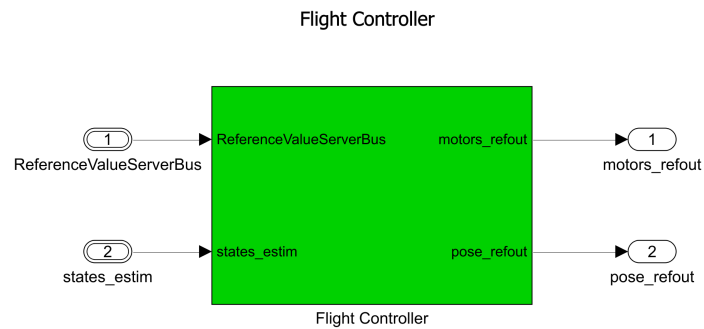 Flight Controller
1
ReferenceValueServerBus
ReferenceValueServerBus
motors_refout
1
motors_refout
2
states_estim
states_estim
pose_refout
2
pose_refout
Flight Controller